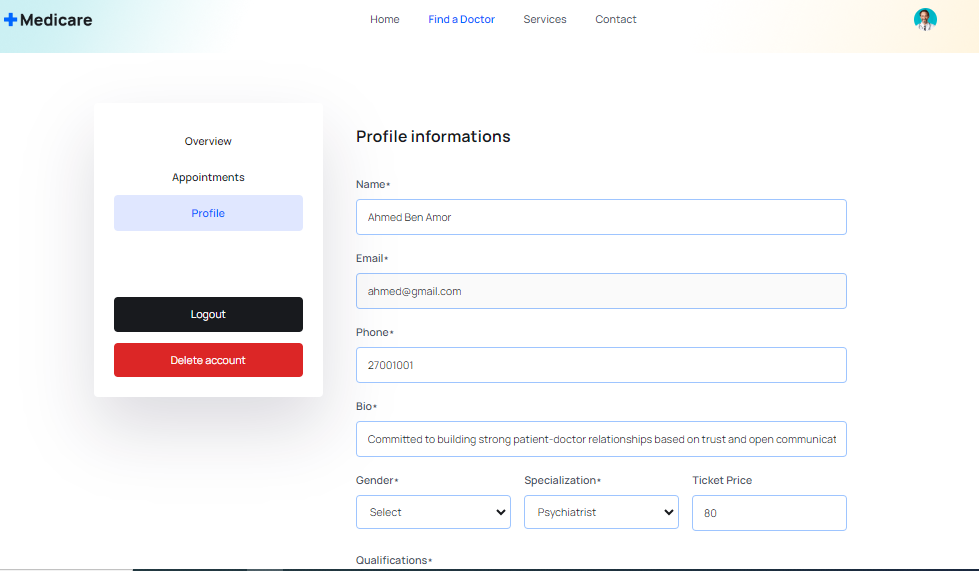 Medicare
Home Find a Doctor Services Contact
Overview
Appointments
Profile
Logout
Delete account
Profile informations
Name*
Ahmed Ben Amor
Email*
ahmed@gmail.com
Phone*
27001001
Bio*
Committed to building strong patient-doctor relationships based on trust and open communicat
Gender* Specialization* Ticket Price
Select Psychiatrist 80
Qualifications*